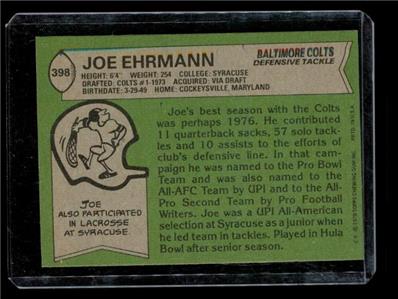 398
JOE EHRMANN
BALTIMORE COLTS
DEFENSIVE TACKLE
HEIGHT: 6'4" WEIGHT: 254 COLLEGE: SYRACUSE
DRAFTED: COLTS #1-1973 ACQUIRED: VIA DRAFT
BIRTHDATE: 3-29-49 HOME: COCKEYSVILLE, MARYLAND
JOE
ALSO PARTICIPATED
IN LACROSSE
AT SYRACUSE.
Joe's best season with the Colts
was perhaps 1976. He contributed
11 quarterback sacks, 57 solo tac-
kles and 10 assists to the efforts
of club's defensive line. In that cam-
paign he was named to the Pro Bowl
Team and was also named to the
All-AFC Team by UPI and to the All-
Pro Second Team by Pro Football
Writers. Joe was a UPI All-American
selection at Syracuse as a junior when
he led team in tackles. Played in Hula
Bowl after senior season.